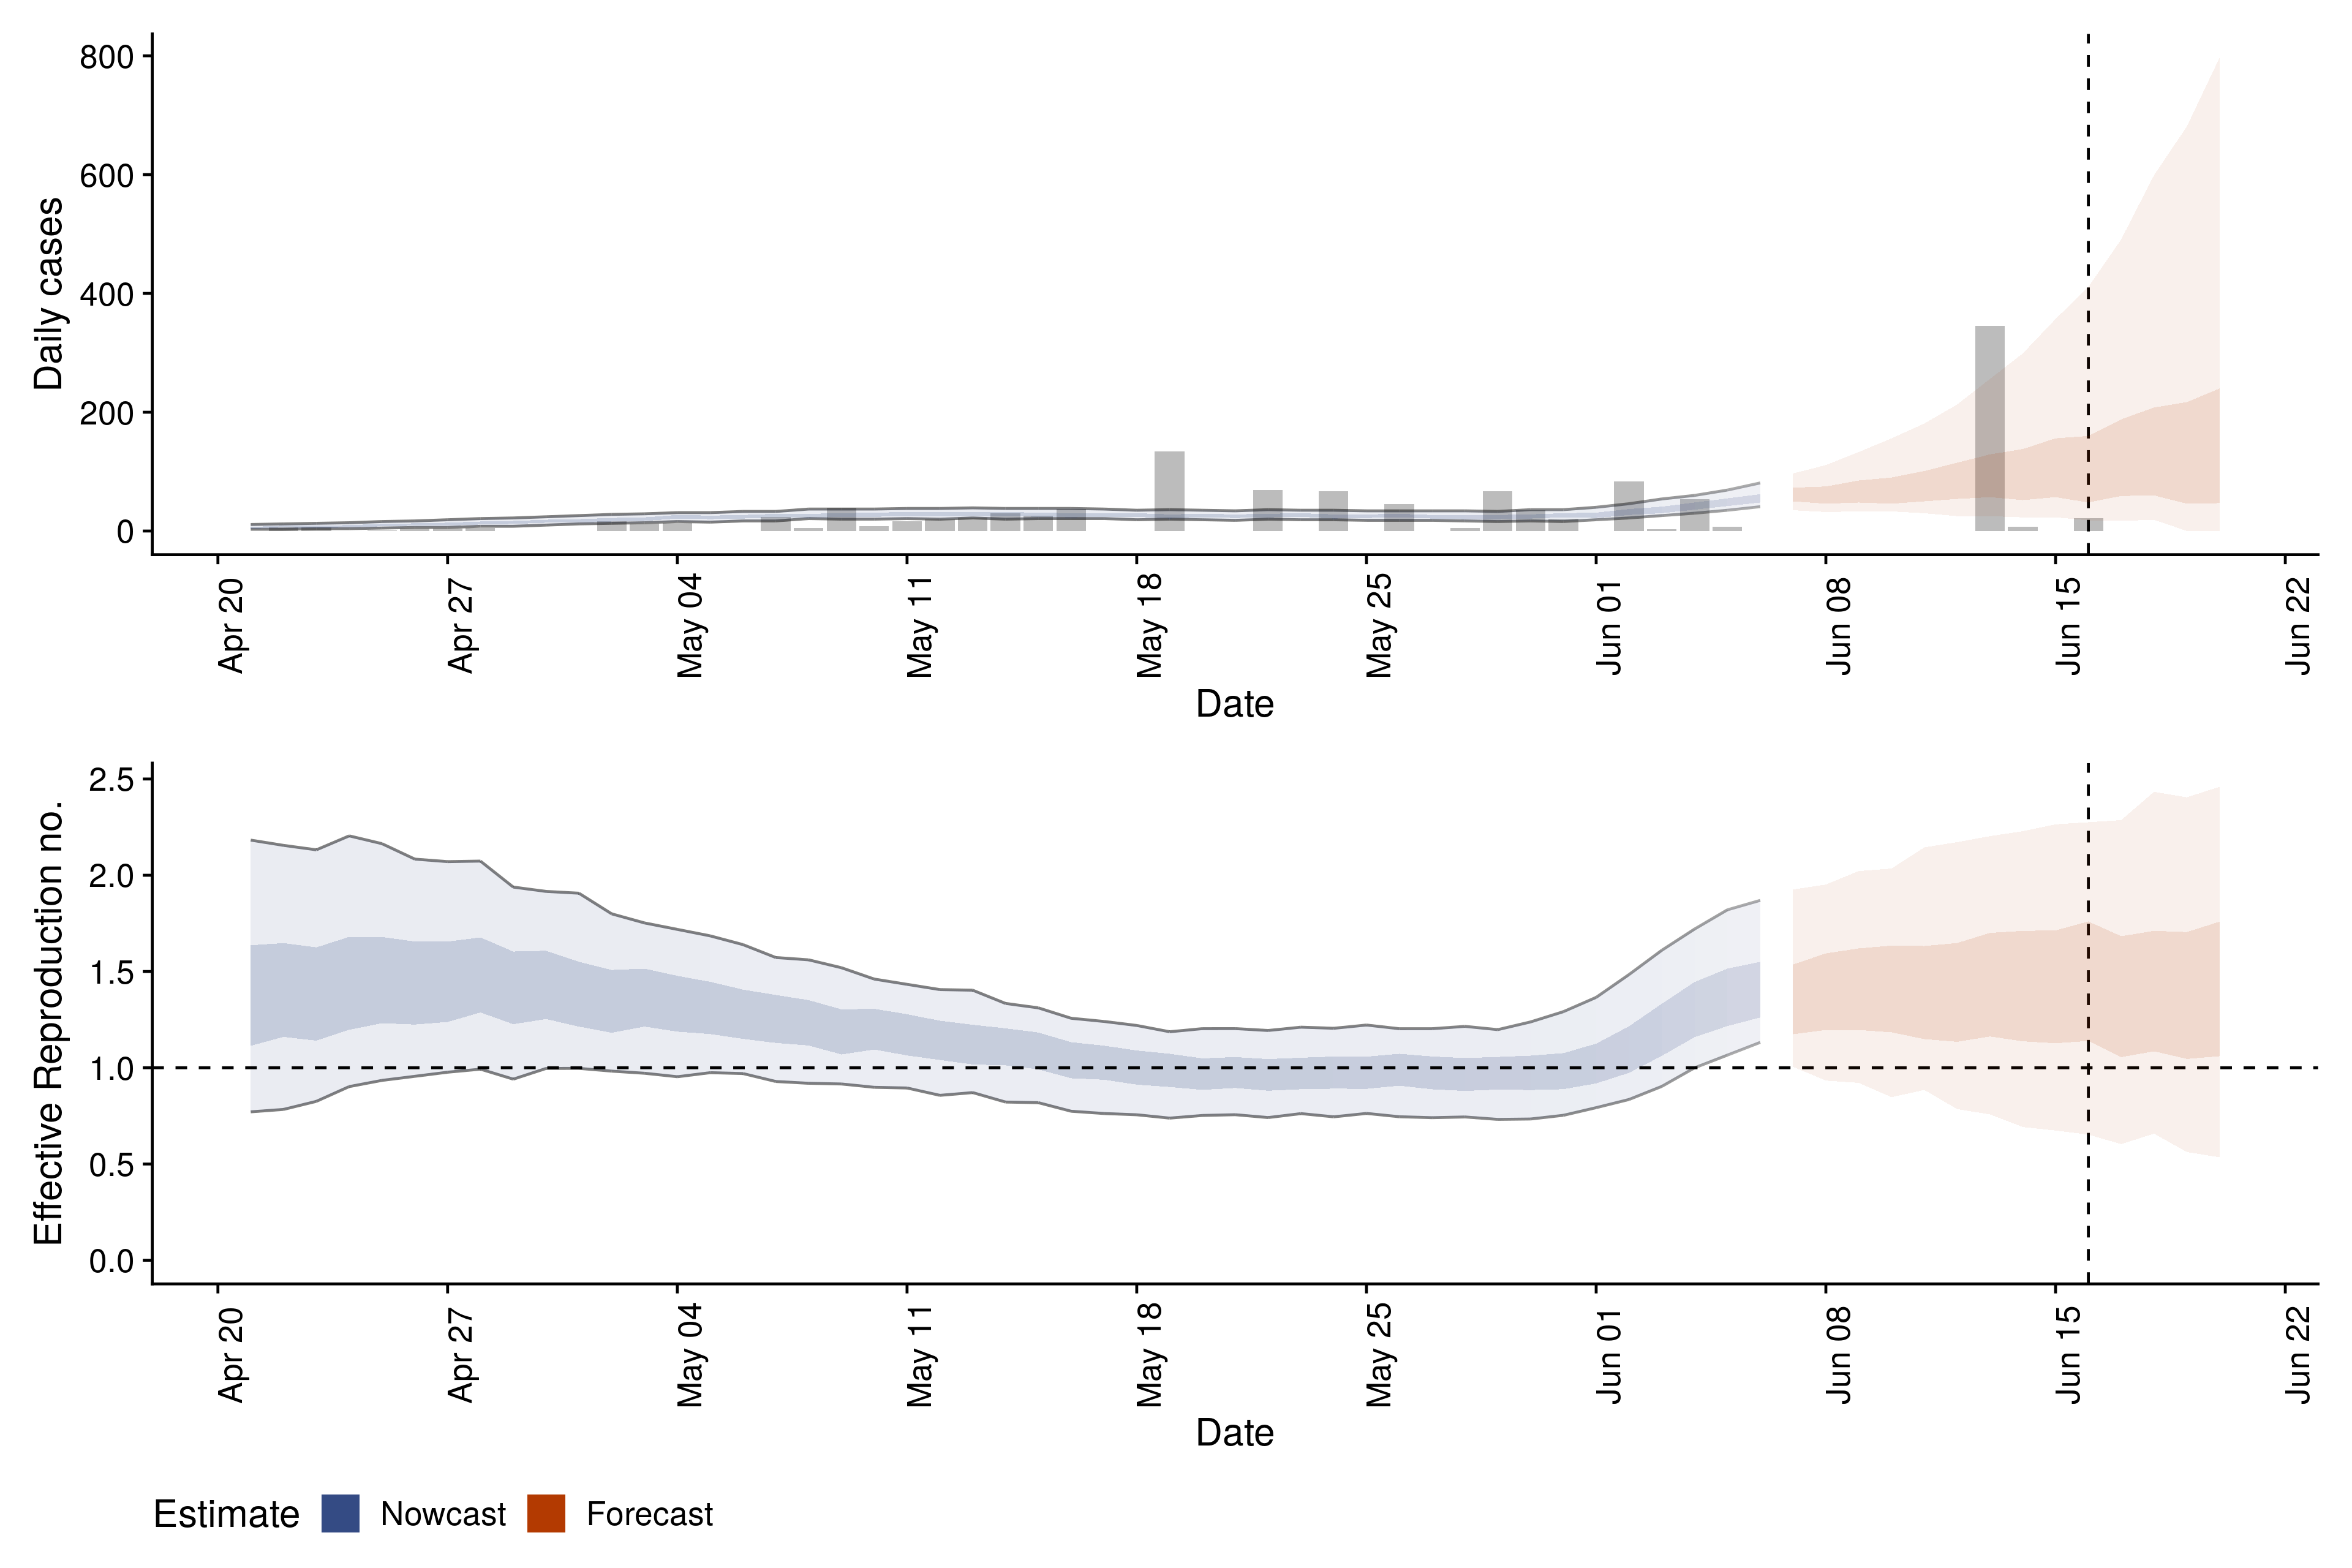 Daily cases
800
600
400
200
0
Apr 20
Apr 27
May 04
May 11
May 18
May 25
Jun 01
Jun 08
Jun 15
Jun 22
Date
Effective Reproduction no.
2.5
2.0
1.5
1.0
0.5
0.0
Apr 20
Apr 27
May 04
May 11
May 18
May 25
Jun 01
Jun 08
Jun 15
Jun 22
Date
Estimate Nowcast Forecast